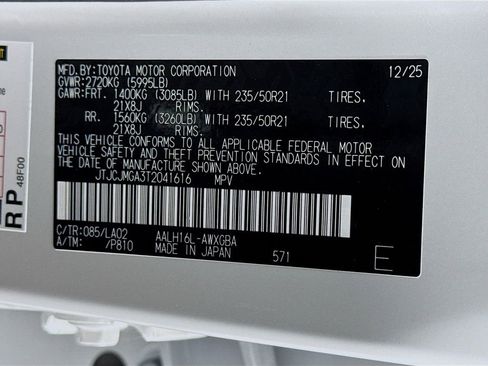 MFD.BY:TOYOTA MOTOR CORPORATION 12/25
GVWR:2720KG (5995LB)
GAWR:FRT. 1400KG (3085LB) WITH 235/50R21 TIRES.
21X8J RIMS.
RR. 1560KG (3260LB) WITH 235/50R21 TIRES.
21X8J RIMS.
THIS VEHICLE CONFORMS TO ALL APPLICABLE FEDERAL MOTOR
VEHICLE SAFETY AND THEFT PREVENTION STANDARDS IN EFFECT ON
THE DATE OF MANUFACTURE SHOWN ABOVE.
JTJCJMGA3T2041616 MPV
C/TR:085/LA02 AALH16L-AWXGBA
A/TM: /P810 MADE IN JAPAN 571
E
RP
48F00